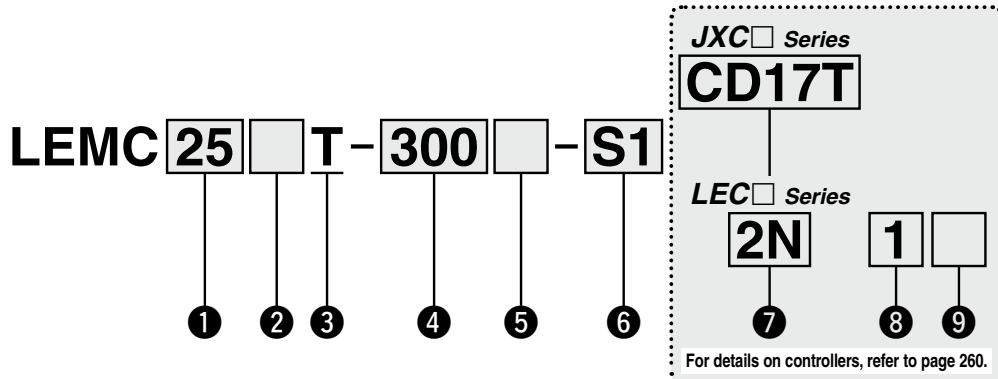 JXC□ Series
CD17T
LEMC 25 □ T – 300 □ – S1
LEC□ Series
2N 1 □
❶ ❷ ❸ ❹ ❺ ❻ ❼ ❽ ❾
For details on controllers, refer to page 260.